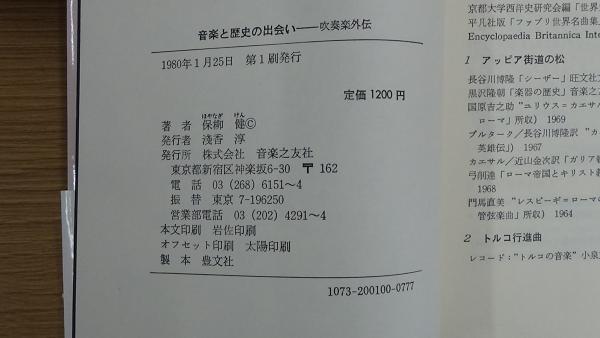 音楽と歴史の出会い——吹奏楽外伝
1980年1月25日 第1刷発行
定価 1200円
はやなぎ けん
著者 保柳 健©
発行者 淺香 淳
発行所 株式会社 音楽之友社
東京都新宿区神楽坂6-30 〒162
電話 03 (268) 6151〜4
振替 東京 7-196250
営業部電話 03 (202) 4291〜4
本文印刷 岩佐印刷
オフセット印刷 太陽印刷
製本 豊文社
1073-200100-0777
京都大学西洋史研究会編「世界
平凡社版「ファブリ世界名曲集
Encyclopaedia Britannica Inter
1 アッピア街道の松
長谷川博隆「シーザー」旺文社文
黒沢隆朝「楽器の歴史」音楽之友
国原吉之助 "ユリウス＝カエサル
ローマ」所収) 1969
プルターク/長谷川博隆訳 "カ
英雄伝」) 1967
カエサル/近山金次訳「ガリア
弓削達「ローマ帝国とキリスト教
1968
門馬直美 "レスピーギ＝ローマの
管弦楽曲」所収) 1964
2 トルコ行進曲
レコード："トルコの音楽" 小泉